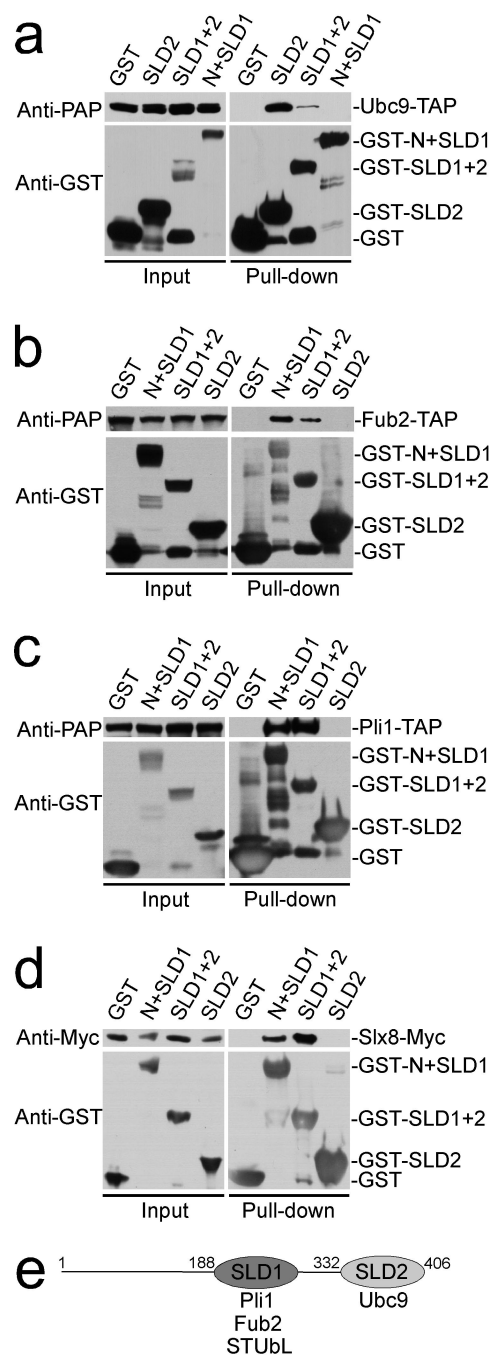 a
GST SLD2 SLD1+2 N+SLD1 GST SLD2 SLD1+2 N+SLD1
Anti-PAP -Ubc9-TAP
-GST-N+SLD1
Anti-GST -GST-SLD1+2
-GST-SLD2
-GST
Input Pull-down
b
GST N+SLD1 SLD1+2 SLD2 GST N+SLD1 SLD1+2 SLD2
Anti-PAP -Fub2-TAP
-GST-N+SLD1
Anti-GST -GST-SLD1+2
-GST-SLD2
-GST
Input Pull-down
c
GST N+SLD1 SLD1+2 SLD2 GST N+SLD1 SLD1+2 SLD2
Anti-PAP -Pli1-TAP
-GST-N+SLD1
Anti-GST -GST-SLD1+2
-GST-SLD2
-GST
Input Pull-down
d
GST N+SLD1 SLD1+2 SLD2 GST N+SLD1 SLD1+2 SLD2
Anti-Myc -Slx8-Myc
-GST-N+SLD1
Anti-GST -GST-SLD1+2
-GST-SLD2
-GST
Input Pull-down
e
1 188 332 406
SLD1 SLD2
Pli1 Ubc9
Fub2
STUbL